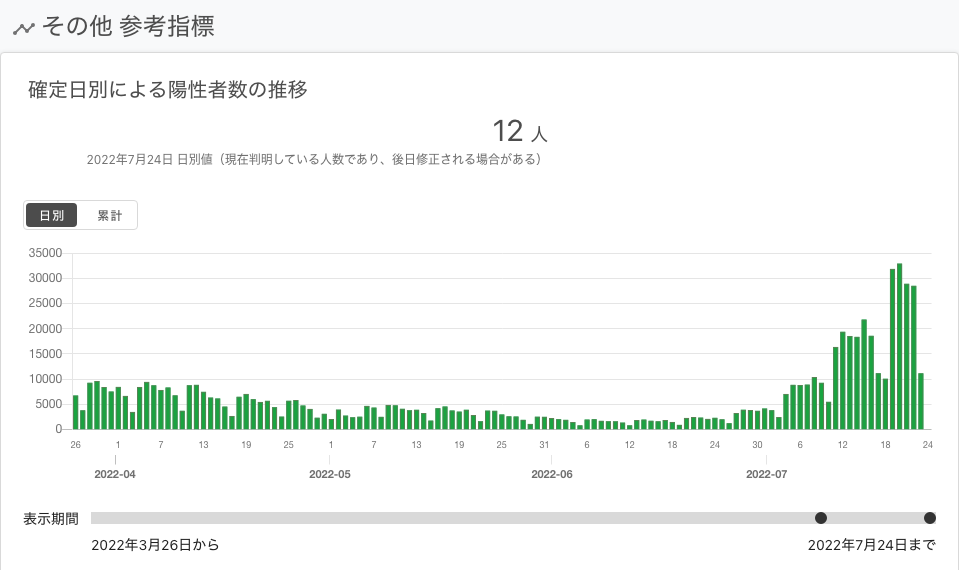 その他 参考指標
確定日別による陽性者数の推移
12 人
2022年7月24日 日別値（現在判明している人数であり、後日修正される場合がある）
日別 累計
35000
30000
25000
20000
15000
10000
5000
0
26 1 7 13 19 25 1 7 13 19 25 31 6 12 18 24 30 6 12 18 24
2022-04 2022-05 2022-06 2022-07
表示期間
2022年3月26日から 2022年7月24日まで